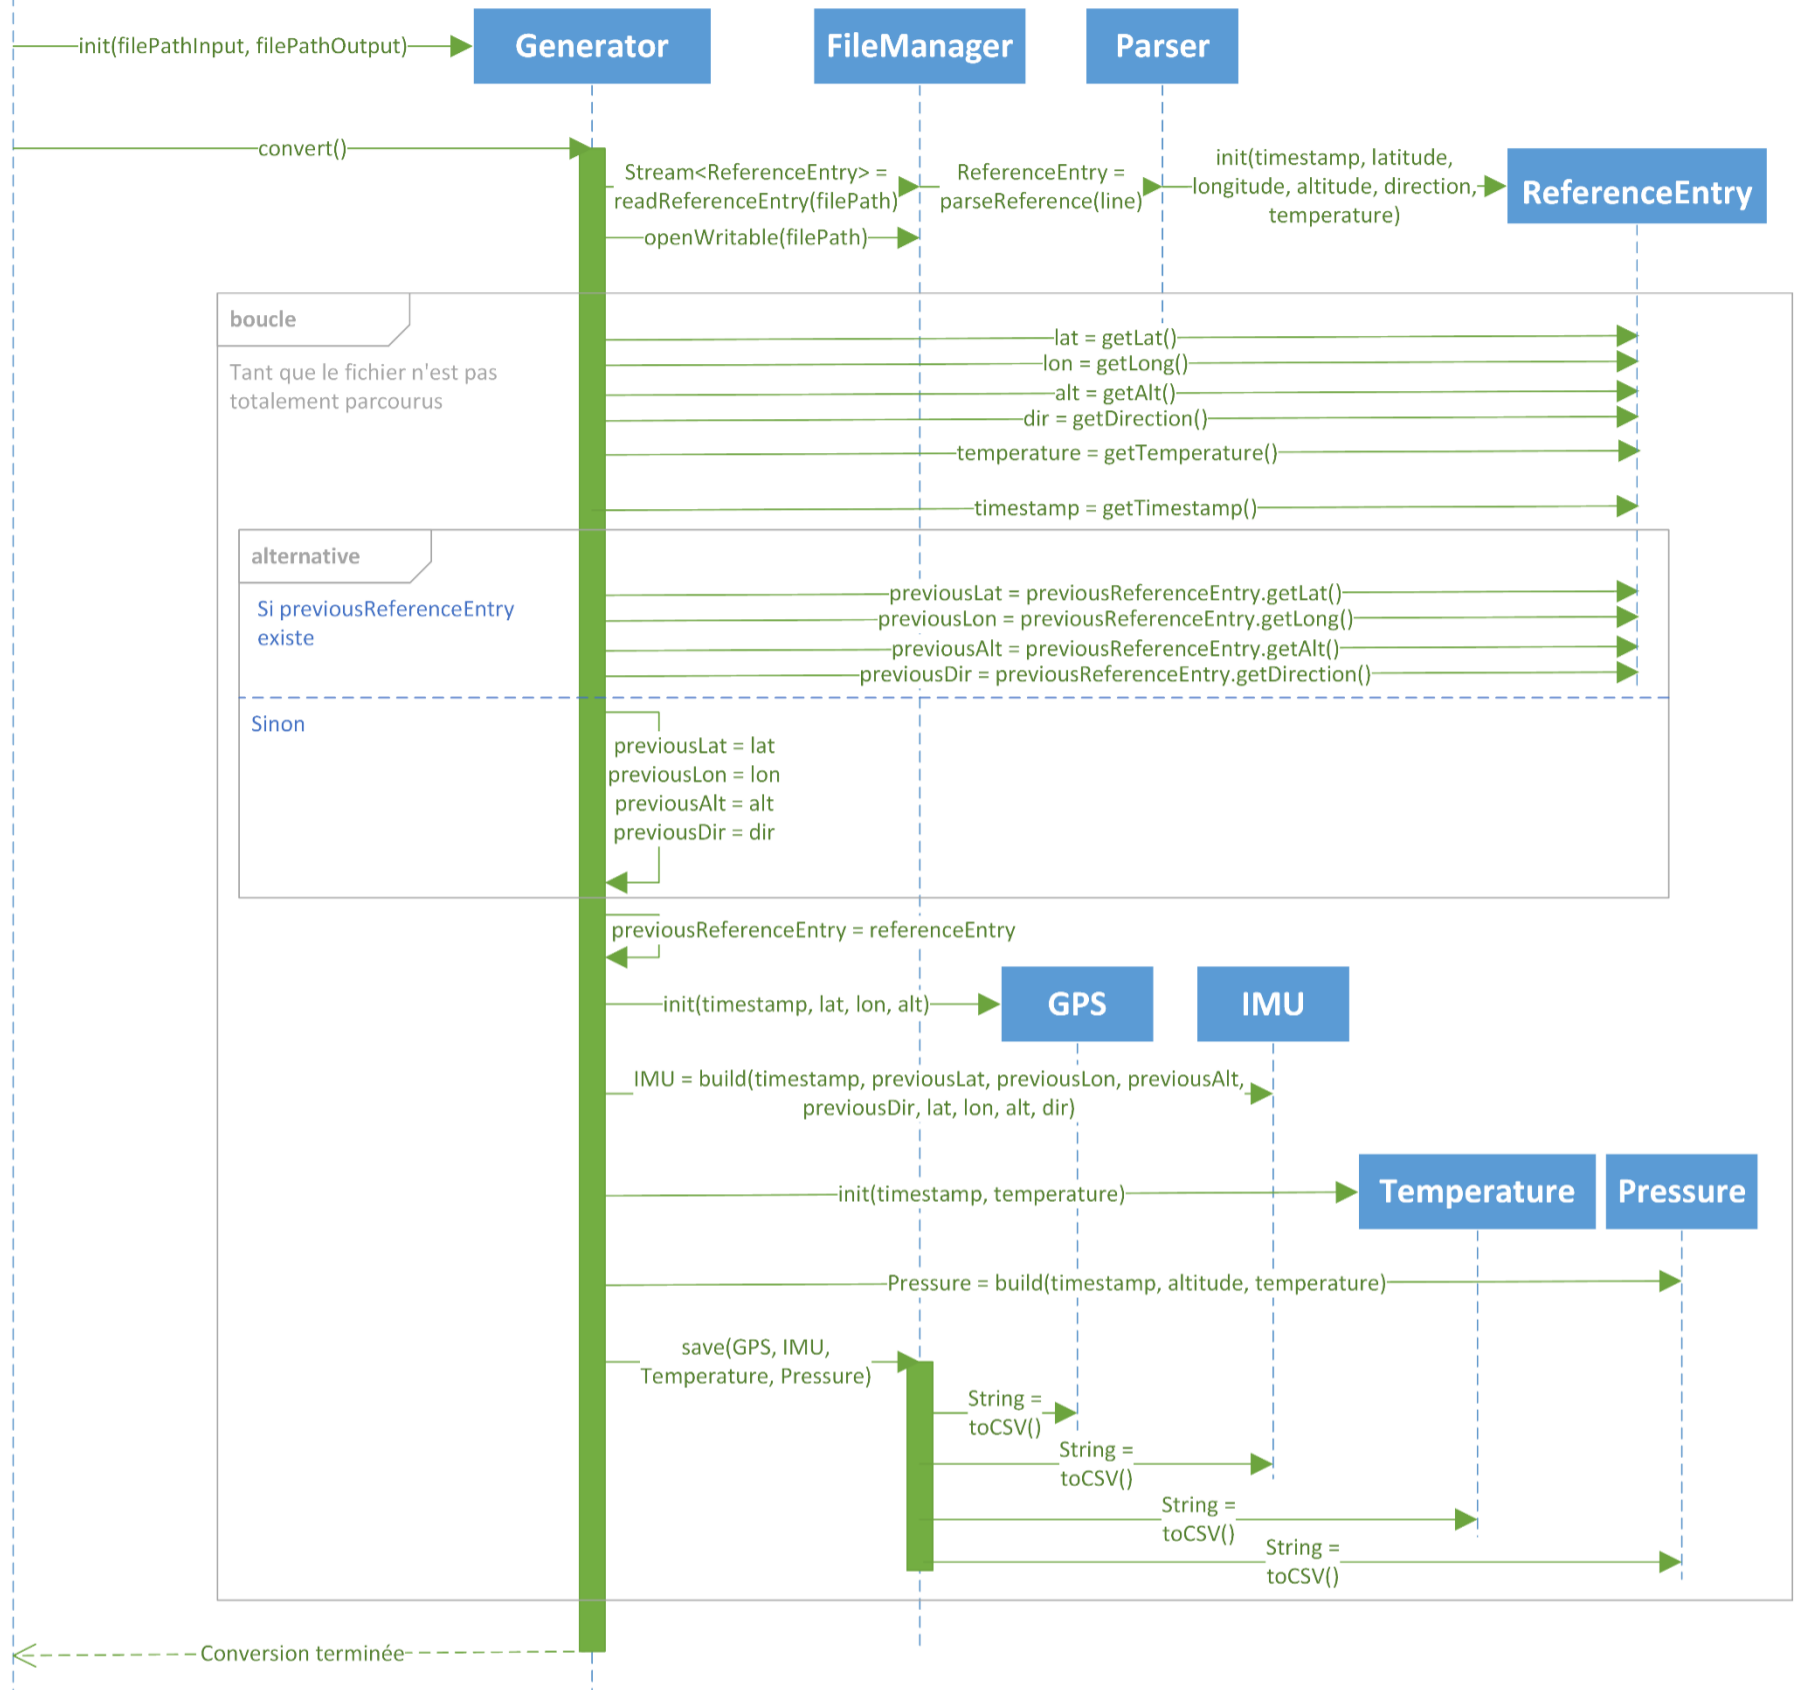 init(filePathInput, filePathOutput)
Generator
FileManager
Parser
convert()
Stream<ReferenceEntry> =
readReferenceEntry(filePath)
ReferenceEntry =
parseReference(line)
init(timestamp, latitude,
longitude, altitude, direction,
temperature)
ReferenceEntry
openWritable(filePath)
boucle
Tant que le fichier n'est pas
totalement parcourus
lat = getLat()
lon = getLong()
alt = getAlt()
dir = getDirection()
temperature = getTemperature()
timestamp = getTimestamp()
alternative
Si previousReferenceEntry
existe
previousLat = previousReferenceEntry.getLat()
previousLon = previousReferenceEntry.getLong()
previousAlt = previousReferenceEntry.getAlt()
previousDir = previousReferenceEntry.getDirection()
Sinon
previousLat = lat
previousLon = lon
previousAlt = alt
previousDir = dir
previousReferenceEntry = referenceEntry
init(timestamp, lat, lon, alt)
GPS
IMU
IMU = build(timestamp, previousLat, previousLon, previousAlt,
previousDir, lat, lon, alt, dir)
init(timestamp, temperature)
Temperature
Pressure
Pressure = build(timestamp, altitude, temperature)
save(GPS, IMU,
Temperature, Pressure)
String =
toCSV()
String =
toCSV()
String =
toCSV()
String =
toCSV()
Conversion terminée